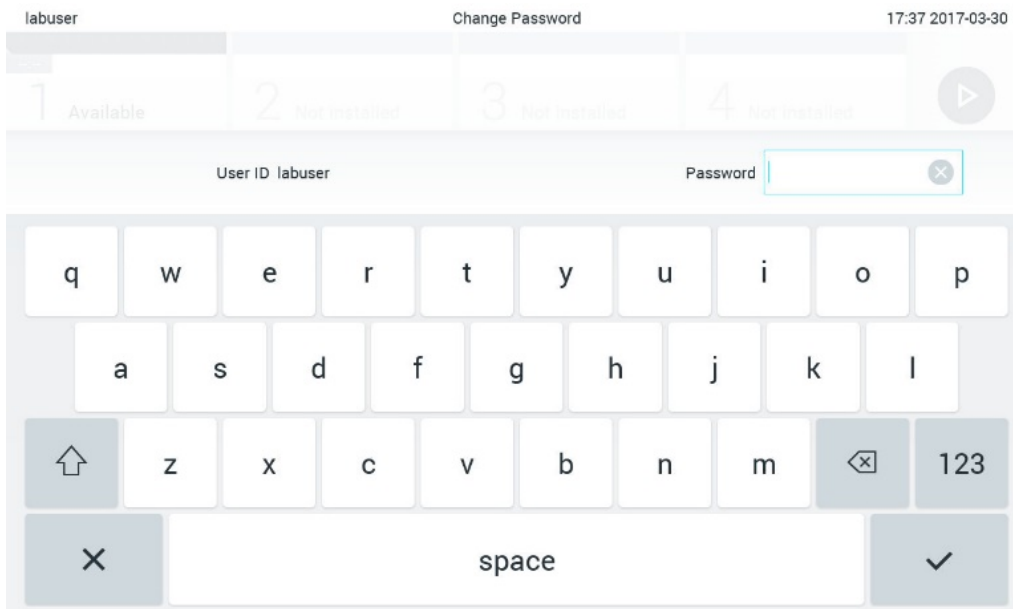 labuser Change Password 17:37 2017-03-30
1 Available 2 Not installed 3 Not installed 4 Not installed
User ID labuser Password
q w e r t y u i o p
a s d f g h j k l
z x c v b n m 123
space